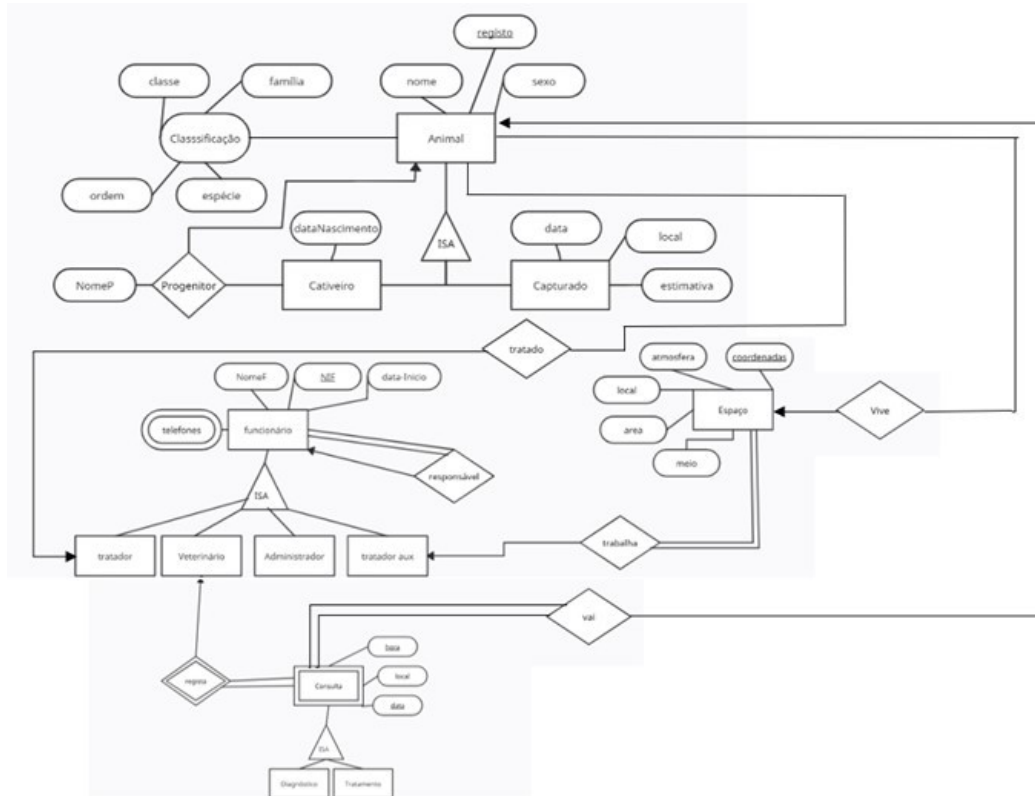 registo
classe
família
nome
sexo
Classsificação
Animal
ordem
espécie
ISA
dataNascimento
data
local
NomeP
Progenitor
Cativeiro
Capturado
estimativa
tratado
atmosfera
coordenadas
NomeF
NIF
data-Inicio
local
Espaço
Vive
telefones
funcionário
area
meio
responsável
ISA
trabalha
tratador
Veterinário
Administrador
tratador aux
vai
hora
local
regista
Consulta
data
ISA
Diagnóstico
Tratamento